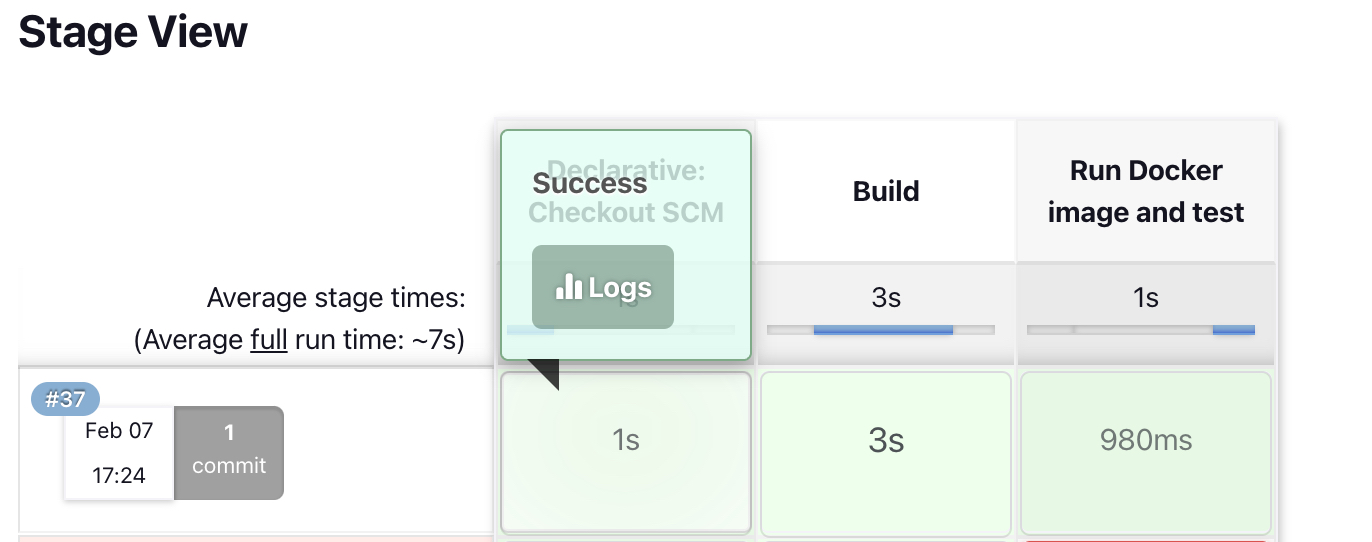 Stage View
Declarative:
Success
Checkout SCM
Logs
1s
Build
Run Docker
image and test
Average stage times:
(Average full run time: ~7s)
3s
1s
#37
Feb 07
17:24
1
commit
1s
3s
980ms